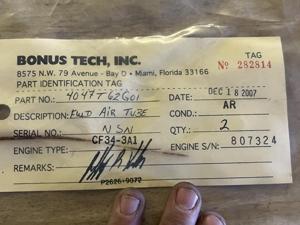 BONUS TECH, INC.
8575 N.W. 79 Avenue - Bay D • Miami, Florida 33166
TAG
Nº 282814
PART IDENTIFICATION TAG
PART NO.: 4047T62G01 DATE: DEC 18 2007
DESCRIPTION: FWD AIR TUBE COND: AR
SERIAL NO.: NSN QTY.: 2
ENGINE TYPE: CF34-3A1 ENGINE S/N: 807324
REMARKS:
P2626-9072